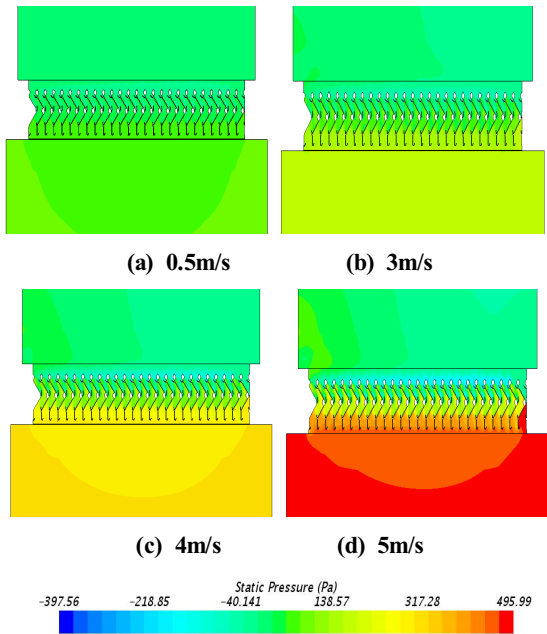 (a) 0.5m/s
(b) 3m/s
(c) 4m/s
(d) 5m/s
Static Pressure (Pa)
-397.56 -218.85 -40.141 138.57 317.28 495.99